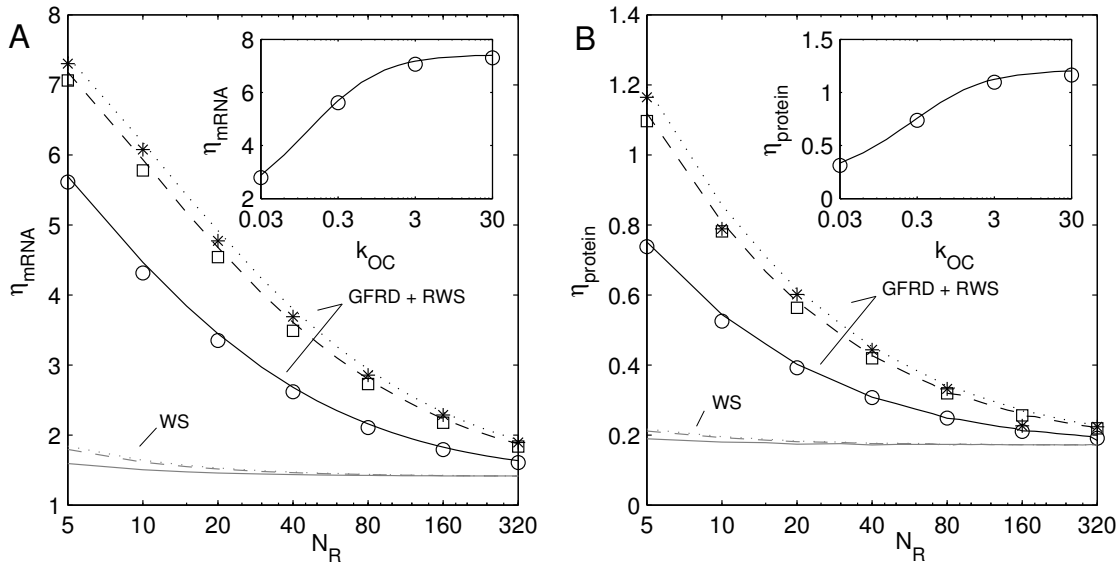 A
8
7
6
5
4
3
2
1
η_mRNA
5 10 20 40 80 160 320
N_R
8
6
4
2
η_mRNA
0.03 0.3 3 30
k_OC
GFRD + RWS
WS
B
1.4
1.2
1
0.8
0.6
0.4
0.2
0
η_protein
5 10 20 40 80 160 320
N_R
1.5
1
0.5
0
η_protein
0.03 0.3 3 30
k_OC
GFRD + RWS
WS